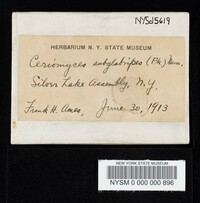 NYSd5619
HERBARIUM N. Y. STATE MUSEUM
Ceriomyces subglabripes (Pk.) Murr.
Silver Lake Assembly, N.Y.
Frank H. Ames. June 30, 1913
NEW YORK STATE MUSEUM
NYSM 0 000 000 896